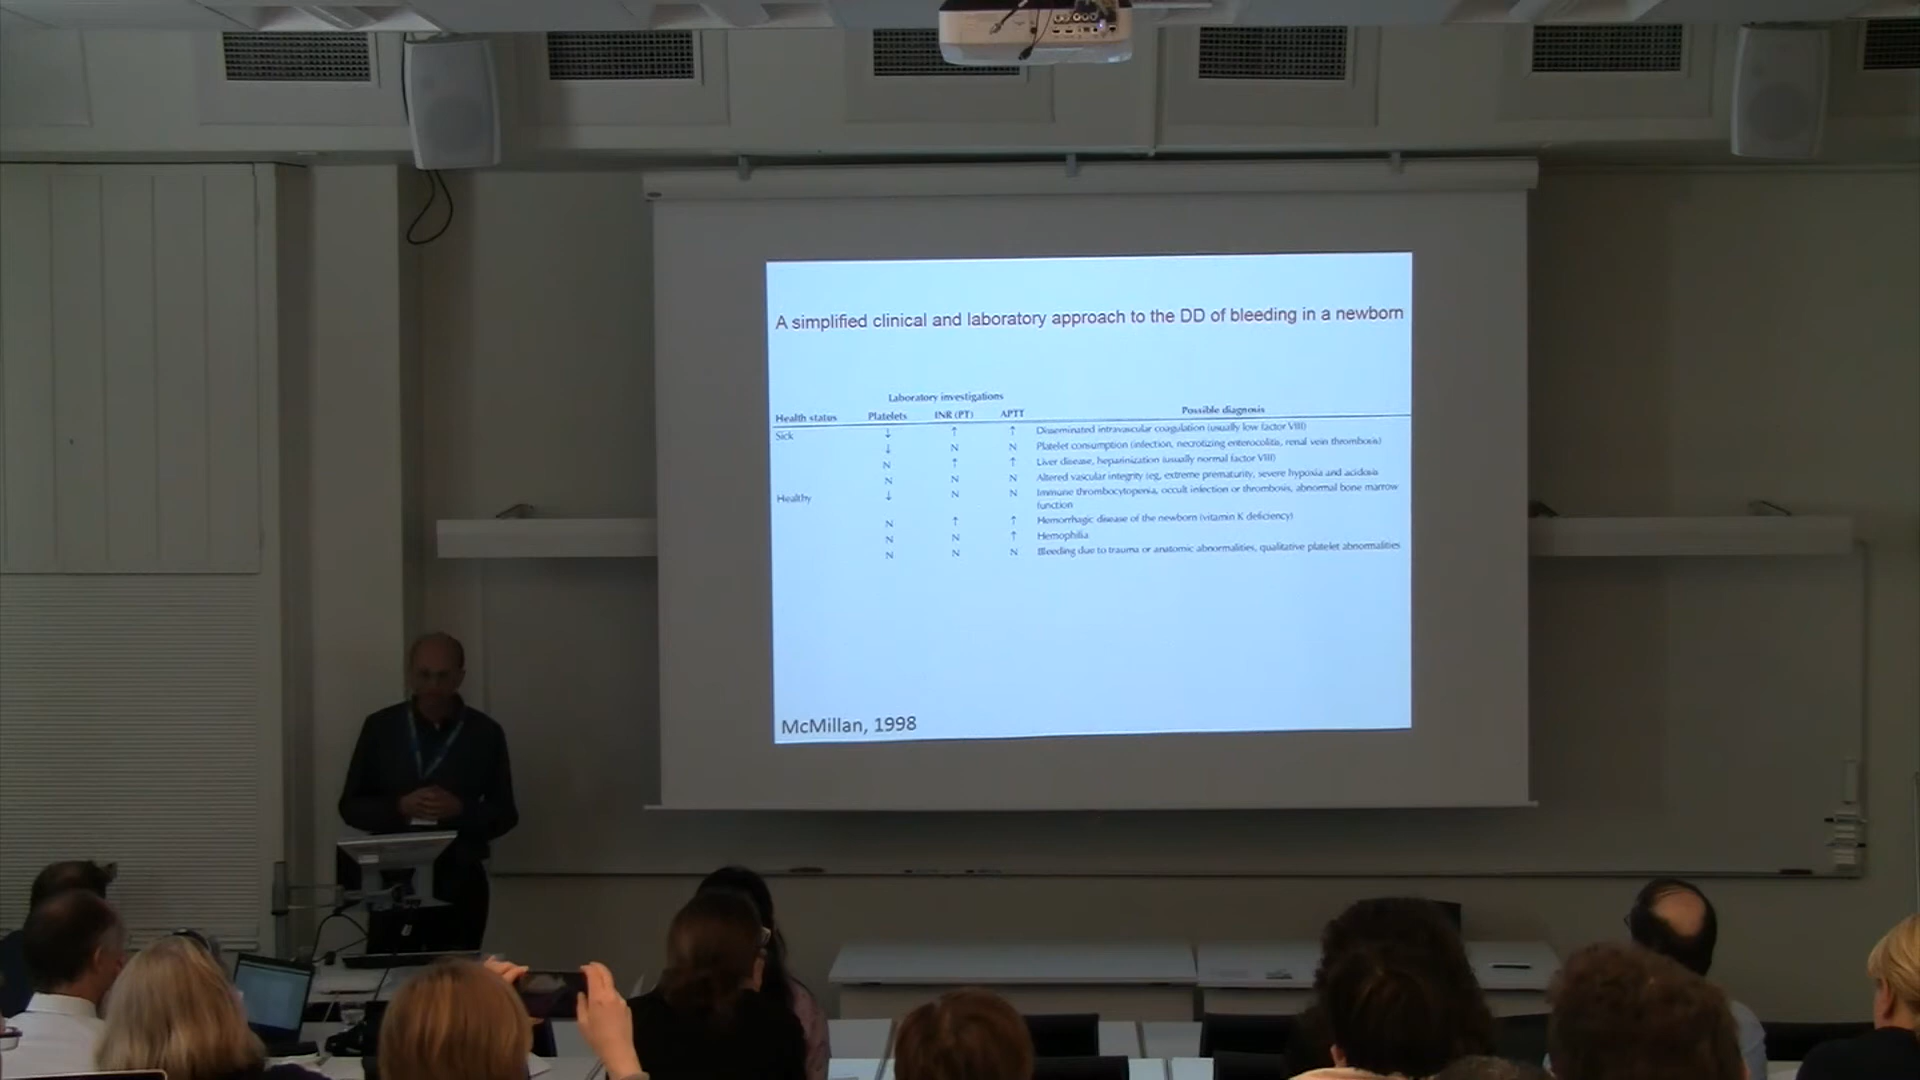 A simplified clinical and laboratory approach to the DD of bleeding in a newborn
Laboratory investigations
Health status Platelets INR (PT) APTT Possible diagnosis
Sick ↓ ↑ ↑ Disseminated intravascular coagulation (usually low factor VIII)
↓ N N Platelet consumption (infection, necrotizing enterocolitis, renal vein thrombosis)
N ↑ ↑ Liver disease, heparinization (usually normal factor VIII)
N N N Altered vascular integrity (eg, extreme prematurity, severe hypoxia and acidosis
Healthy ↓ N N Immune thrombocytopenia, occult infection or thrombosis, abnormal bone marrow
function
N ↑ ↑ Hemorrhagic disease of the newborn (vitamin K deficiency)
N N ↑ Hemophilia
N N N Bleeding due to trauma or anatomic abnormalities, qualitative platelet abnormalities
McMillan, 1998